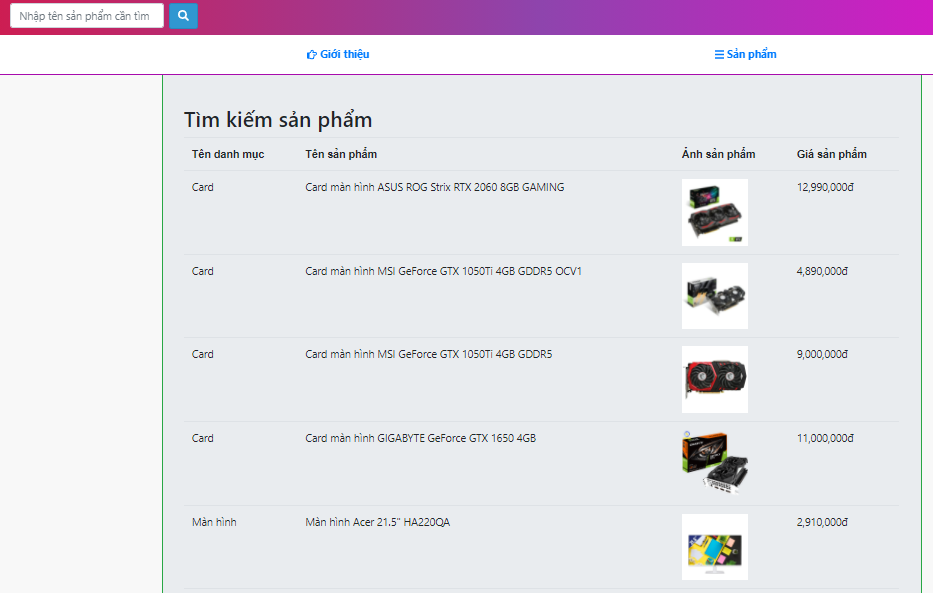 Nhập tên sản phẩm cần tìm
Giới thiệu
Sản phẩm
Tìm kiếm sản phẩm
Tên danh mục Tên sản phẩm Ảnh sản phẩm Giá sản phẩm
Card Card màn hình ASUS ROG Strix RTX 2060 8GB GAMING 12,990,000đ
Card Card màn hình MSI GeForce GTX 1050Ti 4GB GDDR5 OCV1 4,890,000đ
Card Card màn hình MSI GeForce GTX 1050Ti 4GB GDDR5 9,000,000đ
Card Card màn hình GIGABYTE GeForce GTX 1650 4GB 11,000,000đ
Màn hình Màn hình Acer 21.5" HA220QA 2,910,000đ